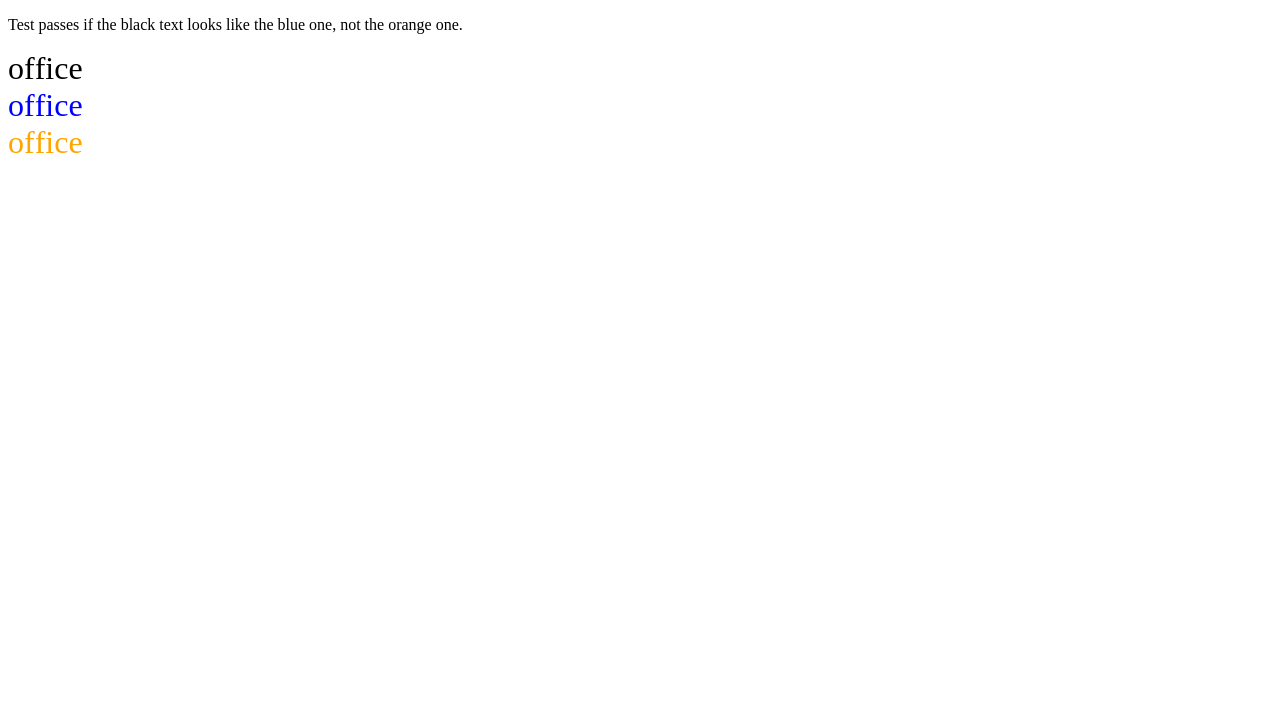 Test passes if the black text looks like the blue one, not the orange one.
office
office
office